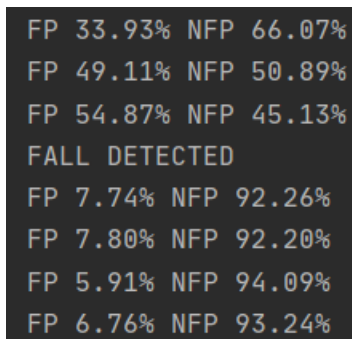 FP 33.93% NFP 66.07%
FP 49.11% NFP 50.89%
FP 54.87% NFP 45.13%
FALL DETECTED
FP 7.74% NFP 92.26%
FP 7.80% NFP 92.20%
FP 5.91% NFP 94.09%
FP 6.76% NFP 93.24%